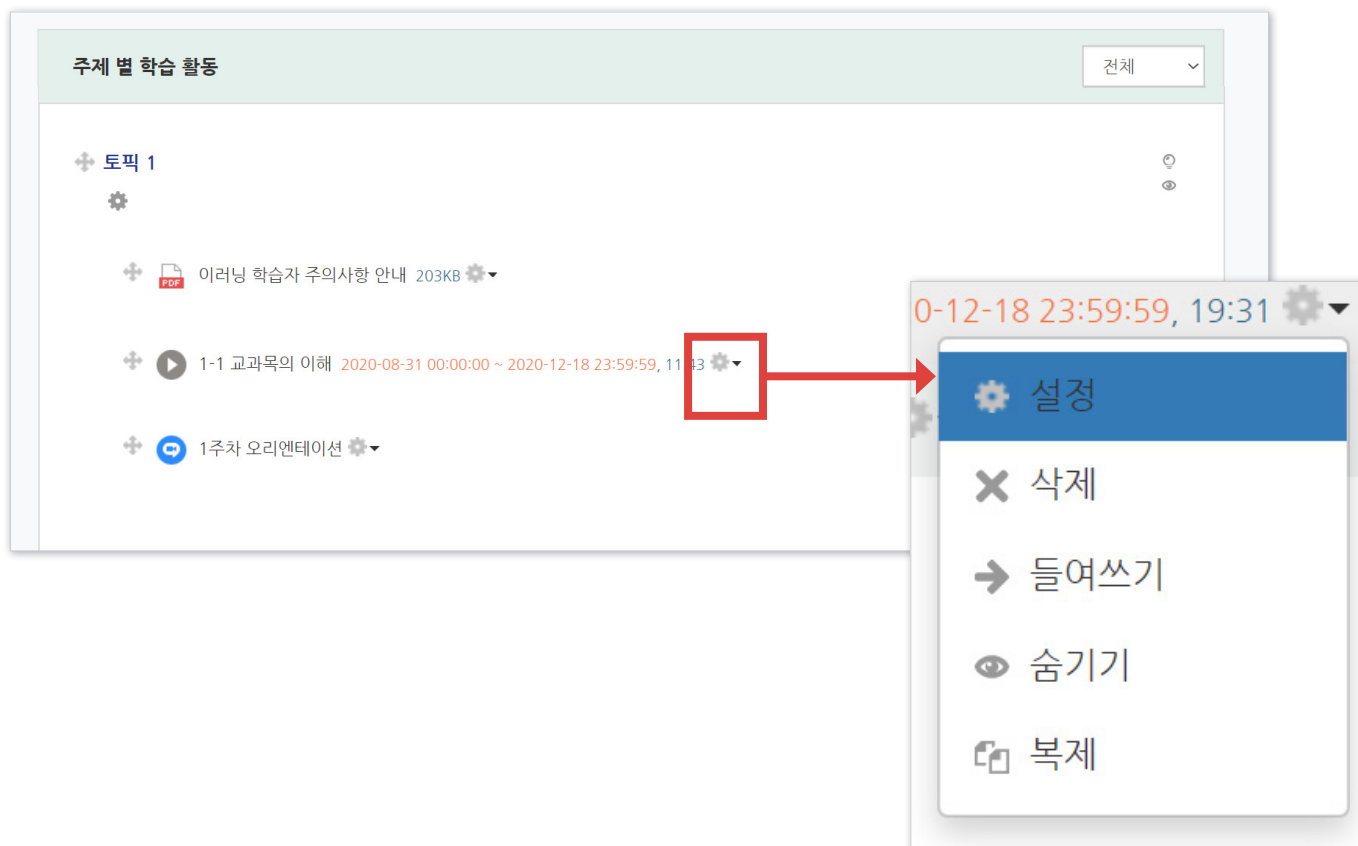 주제 별 학습 활동
전체
토픽 1
PDF
이러닝 학습자 주의사항 안내 203KB
1-1 교과목의 이해 2020-08-31 00:00:00 ~ 2020-12-18 23:59:59,
1주차 오리엔테이션
0-12-18 23:59:59, 19:31
설정
삭제
들여쓰기
숨기기
복제